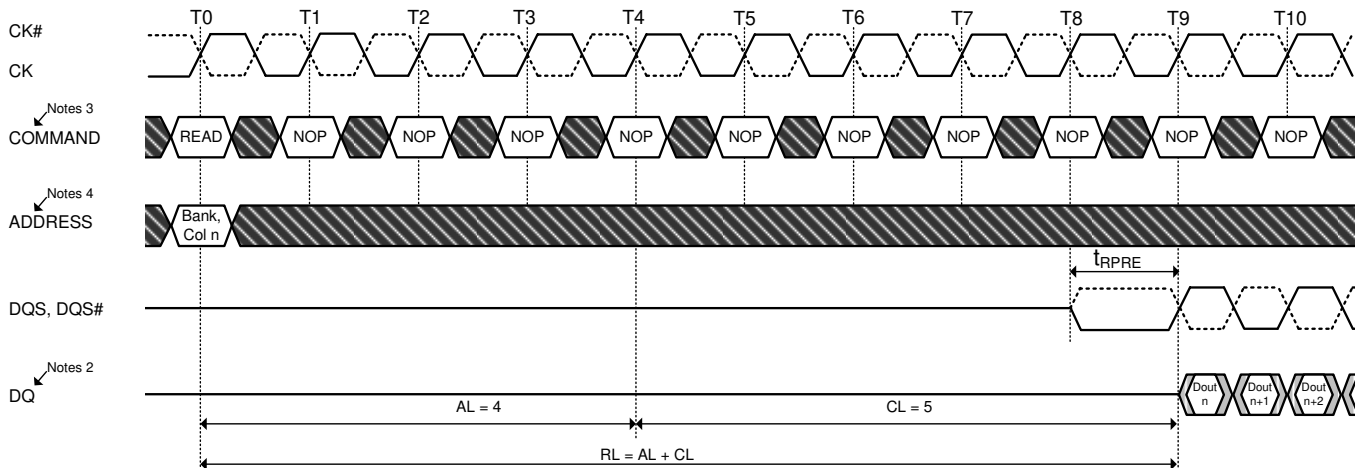 T0 T1 T2 T3 T4 T5 T6 T7 T8 T9 T10
CK#
CK
Notes 3
COMMAND
READ NOP NOP NOP NOP NOP NOP NOP NOP NOP NOP
Notes 4
ADDRESS
Bank,
Col n
tRPRE
DQS, DQS#
Notes 2
DQ
Dout
n
Dout
n+1
Dout
n+2
AL = 4
CL = 5
RL = AL + CL